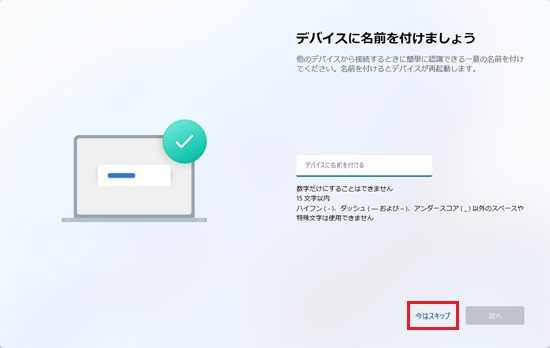 デバイスに名前を付けましょう
他のデバイスから接続するときに簡単に認識できる一意の名前を付け
てください。名前を付けるとデバイスが再起動します。
デバイスに名前を付ける
数字だけにすることはできません
15 文字以内
ハイフン ( - )、ダッシュ ( — および – )、アンダースコア ( _ ) 以外のスペースや
特殊文字は使用できません
今はスキップ
次へ